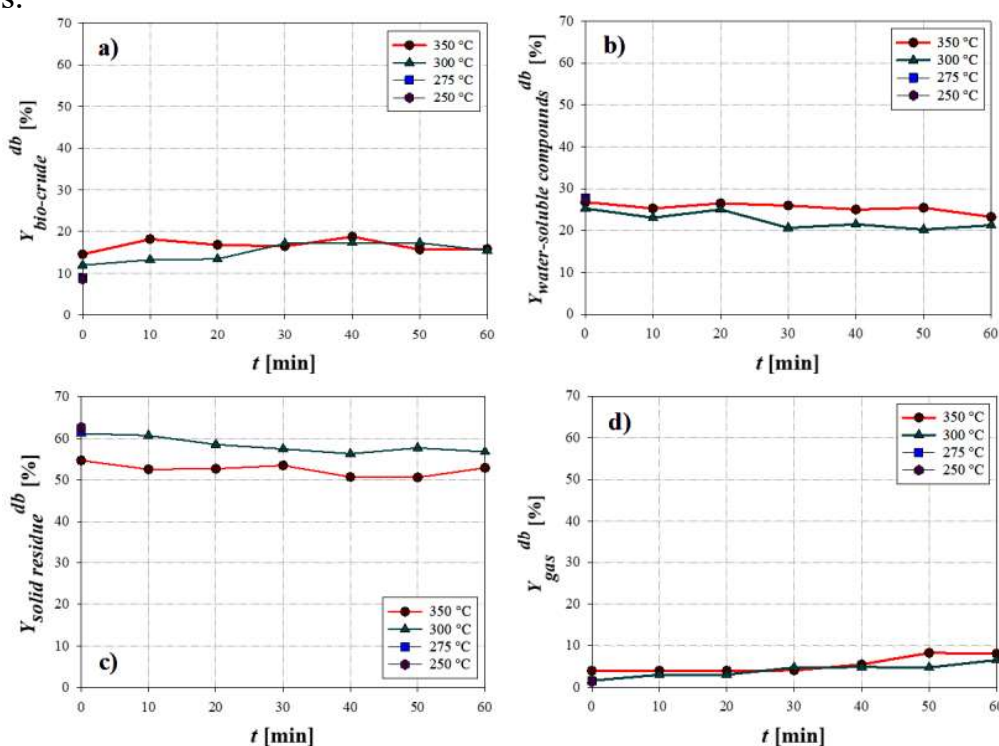 s.
a)
350 °C
300 °C
275 °C
250 °C
Y bio-crude db [%]
70
60
50
40
30
20
10
0
0 10 20 30 40 50 60
t [min]
b)
350 °C
300 °C
275 °C
250 °C
Y water-soluble compounds db [%]
70
60
50
40
30
20
10
0
0 10 20 30 40 50 60
t [min]
c)
350 °C
300 °C
275 °C
250 °C
Y solid residue db [%]
70
60
50
40
30
20
10
0
0 10 20 30 40 50 60
t [min]
d)
350 °C
300 °C
275 °C
250 °C
Y gas db [%]
70
60
50
40
30
20
10
0
0 10 20 30 40 50 60
t [min]